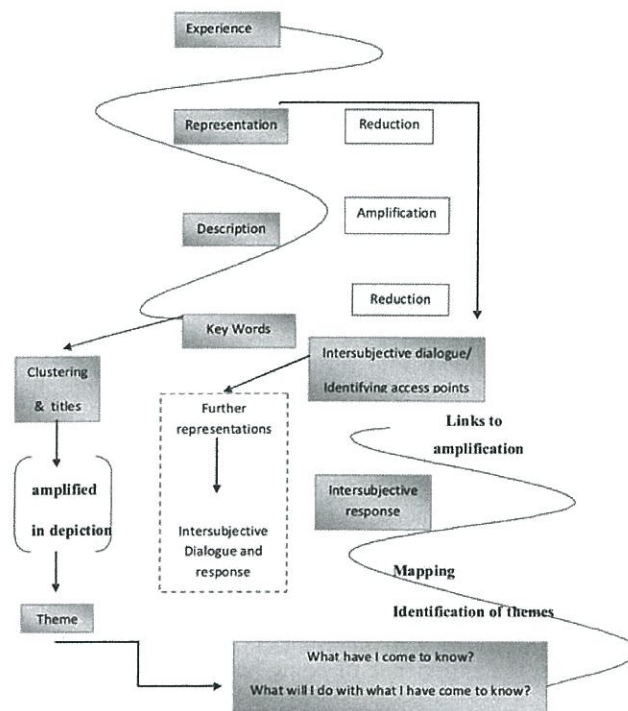 Experience
Representation
Reduction
Amplification
Description
Reduction
Key Words
Intersubjective dialogue/
Identifying access points
Clustering
& titles
Further
representations
Links to
amplification
amplified
in depiction
Intersubjective
response
Intersubjective
Dialogue and
response
Mapping
Identification of themes
Theme
What have I come to know?
What will I do with what I have come to know?